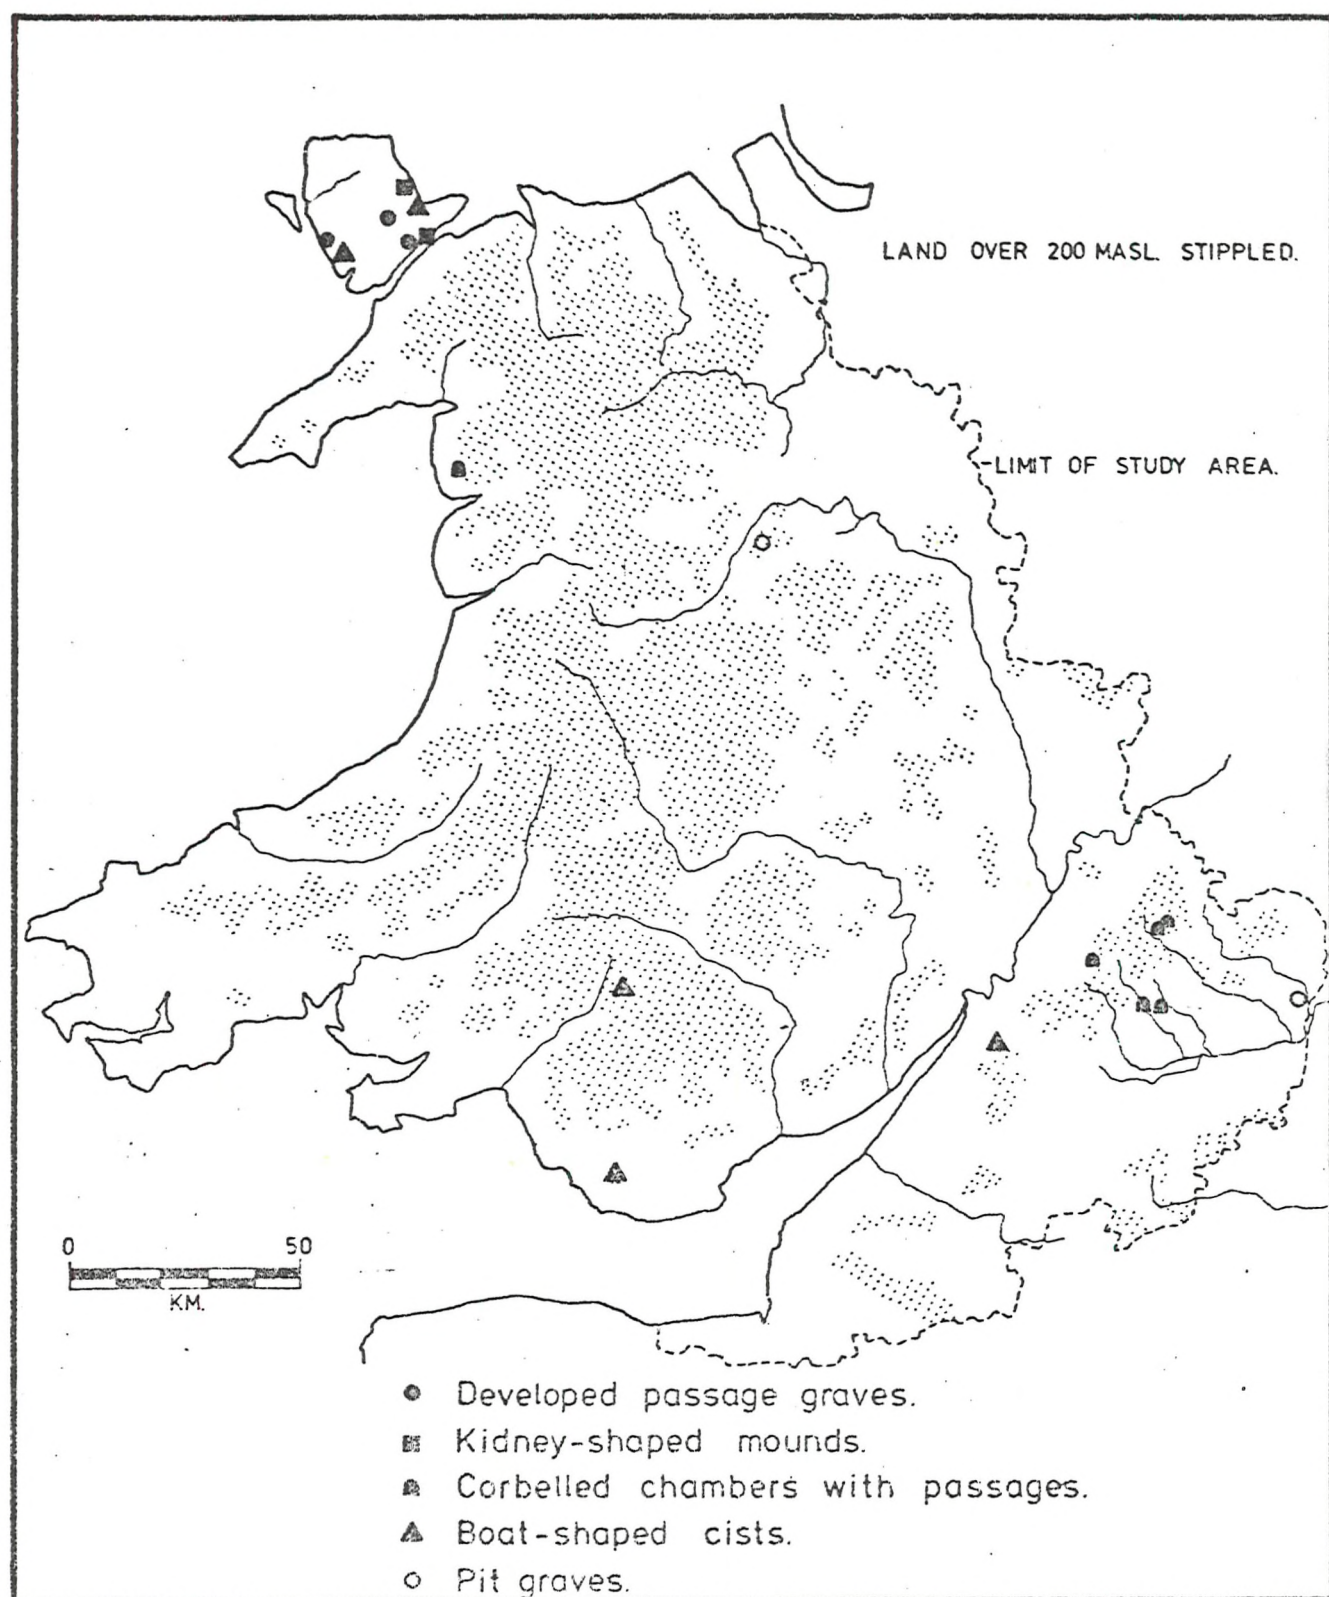 LAND OVER 200 MASL. STIPPLED.
LIMIT OF STUDY AREA.
0 50
KM.
Developed passage graves.
Kidney-shaped mounds.
Corbelled chambers with passages.
Boat-shaped cists.
Pit graves.